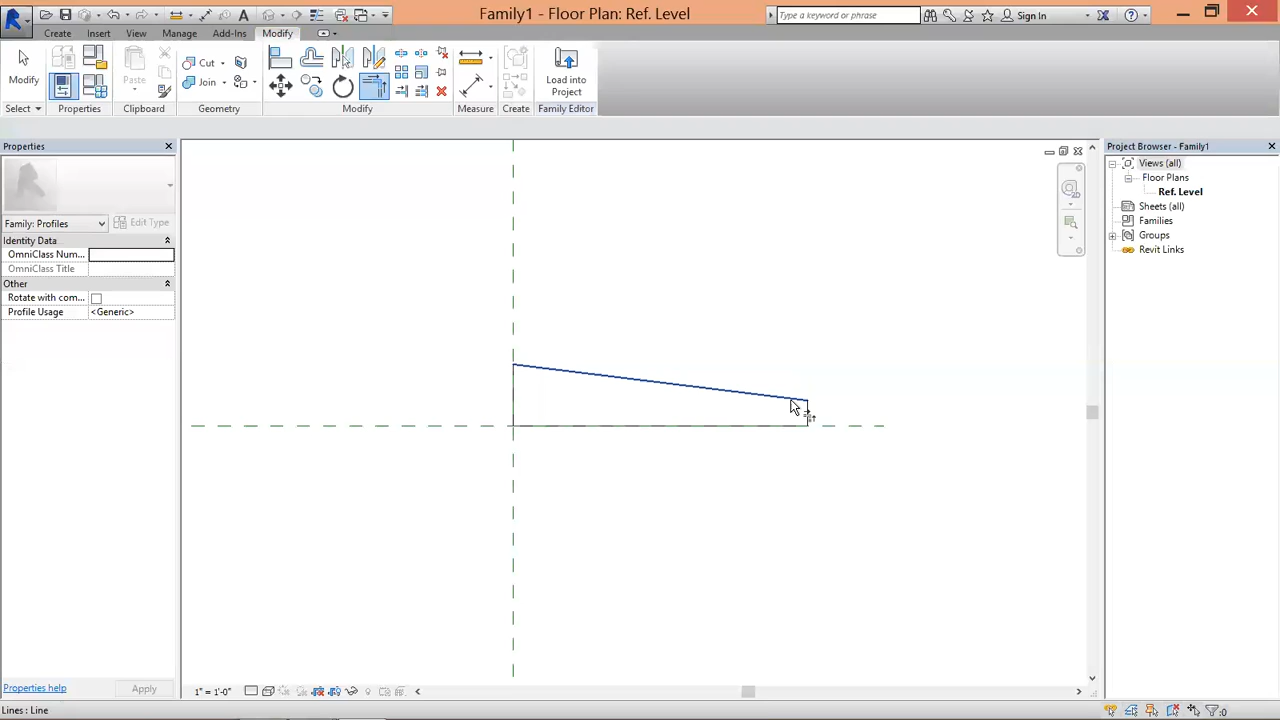 Family1 - Floor Plan: Ref. Level
Type a keyword or phrase
Sign In
Create
Insert
View
Manage
Add-Ins
Modify
Modify
Paste
Cut
Join
Load into
Project
Select
Properties
Clipboard
Geometry
Modify
Measure
Create
Family Editor
Properties
Family: Profiles
Edit Type
Identity Data
OmniClass Num...
OmniClass Title
Other
Rotate with com...
Profile Usage
<Generic>
Properties help
Apply
2D
Project Browser - Family1
Views (all)
Floor Plans
Ref. Level
Sheets (all)
Families
Groups
Revit Links
1" = 1'-0"
Lines : Line
:0